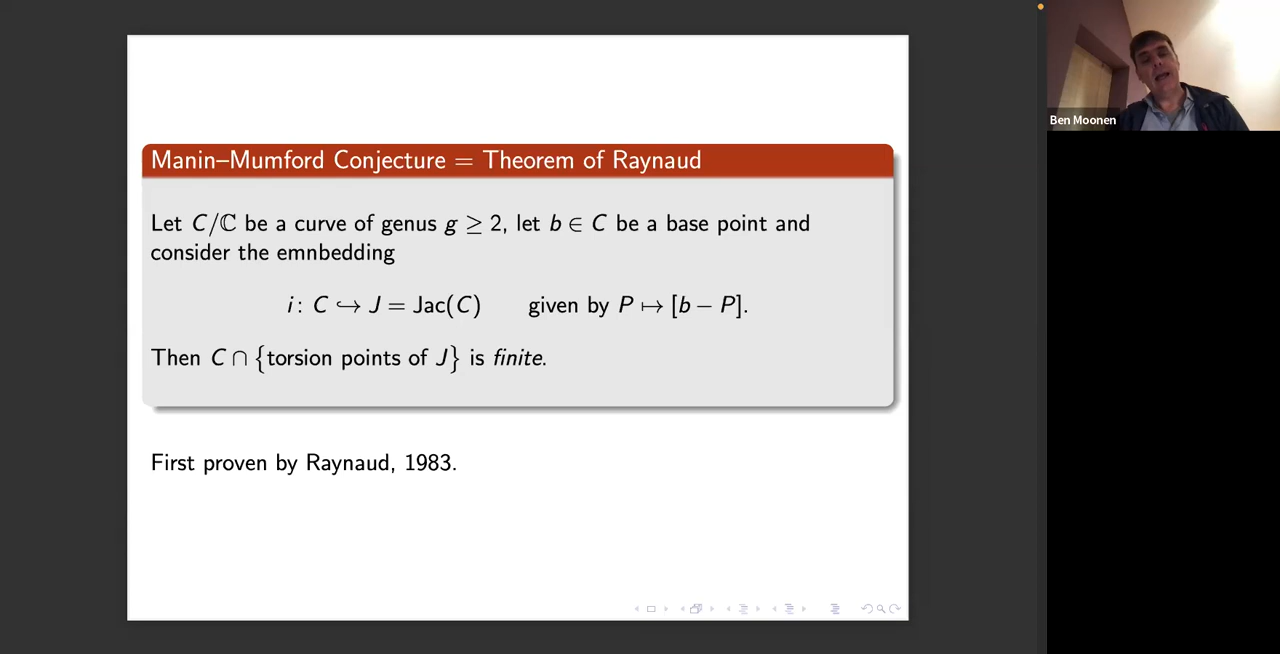 Manin–Mumford Conjecture = Theorem of Raynaud
Let C/ℂ be a curve of genus g ≥ 2, let b ∈ C be a base point and
consider the emnbedding
i: C ↪ J = Jac(C) given by P ↦ [b − P].
Then C ∩ {torsion points of J} is finite.
First proven by Raynaud, 1983.
Ben Moonen